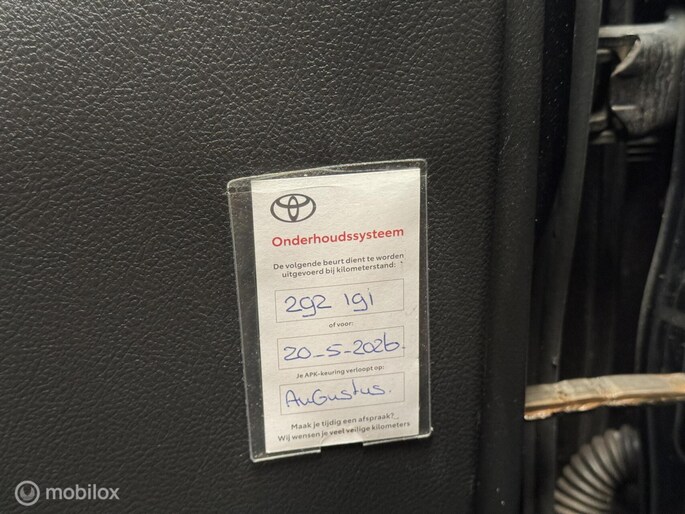 Onderhoudssysteem
De volgende beurt dient te worden
uitgevoerd bij kilometerstand: *
292 191
of voor:
20-5-2026.
Je APK-keuring verloopt op:
AuGustus.
Maak je tijdig een afspraak?
Wij wensen je veel veilige kilometers
mobilox